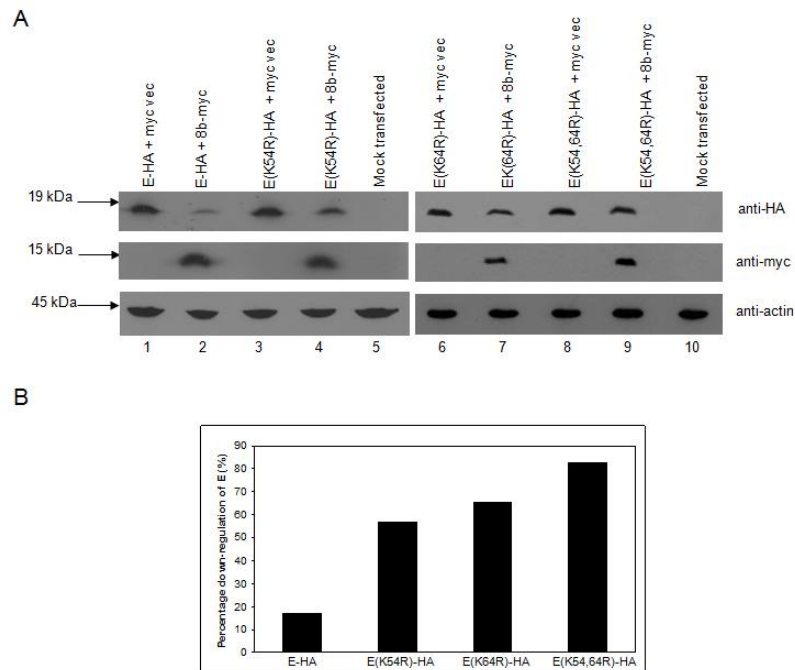 A
E-HA + myc vec
E-HA + 8b-myc
E(K54R)-HA + myc vec
E(K54R)-HA + 8b-myc
Mock transfected
E(K64R)-HA + myc vec
EK(64R)-HA + 8b-myc
E(K54,64R)-HA + myc vec
E(K54,64R)-HA + 8b-myc
Mock transfected
19 kDa
anti-HA
15 kDa
anti-myc
45 kDa
anti-actin
1 2 3 4 5 6 7 8 9 10
B
Percentage down-regulation of E (%)
90
80
70
60
50
40
30
20
10
0
E-HA E(K54R)-HA E(K64R)-HA E(K54,64R)-HA